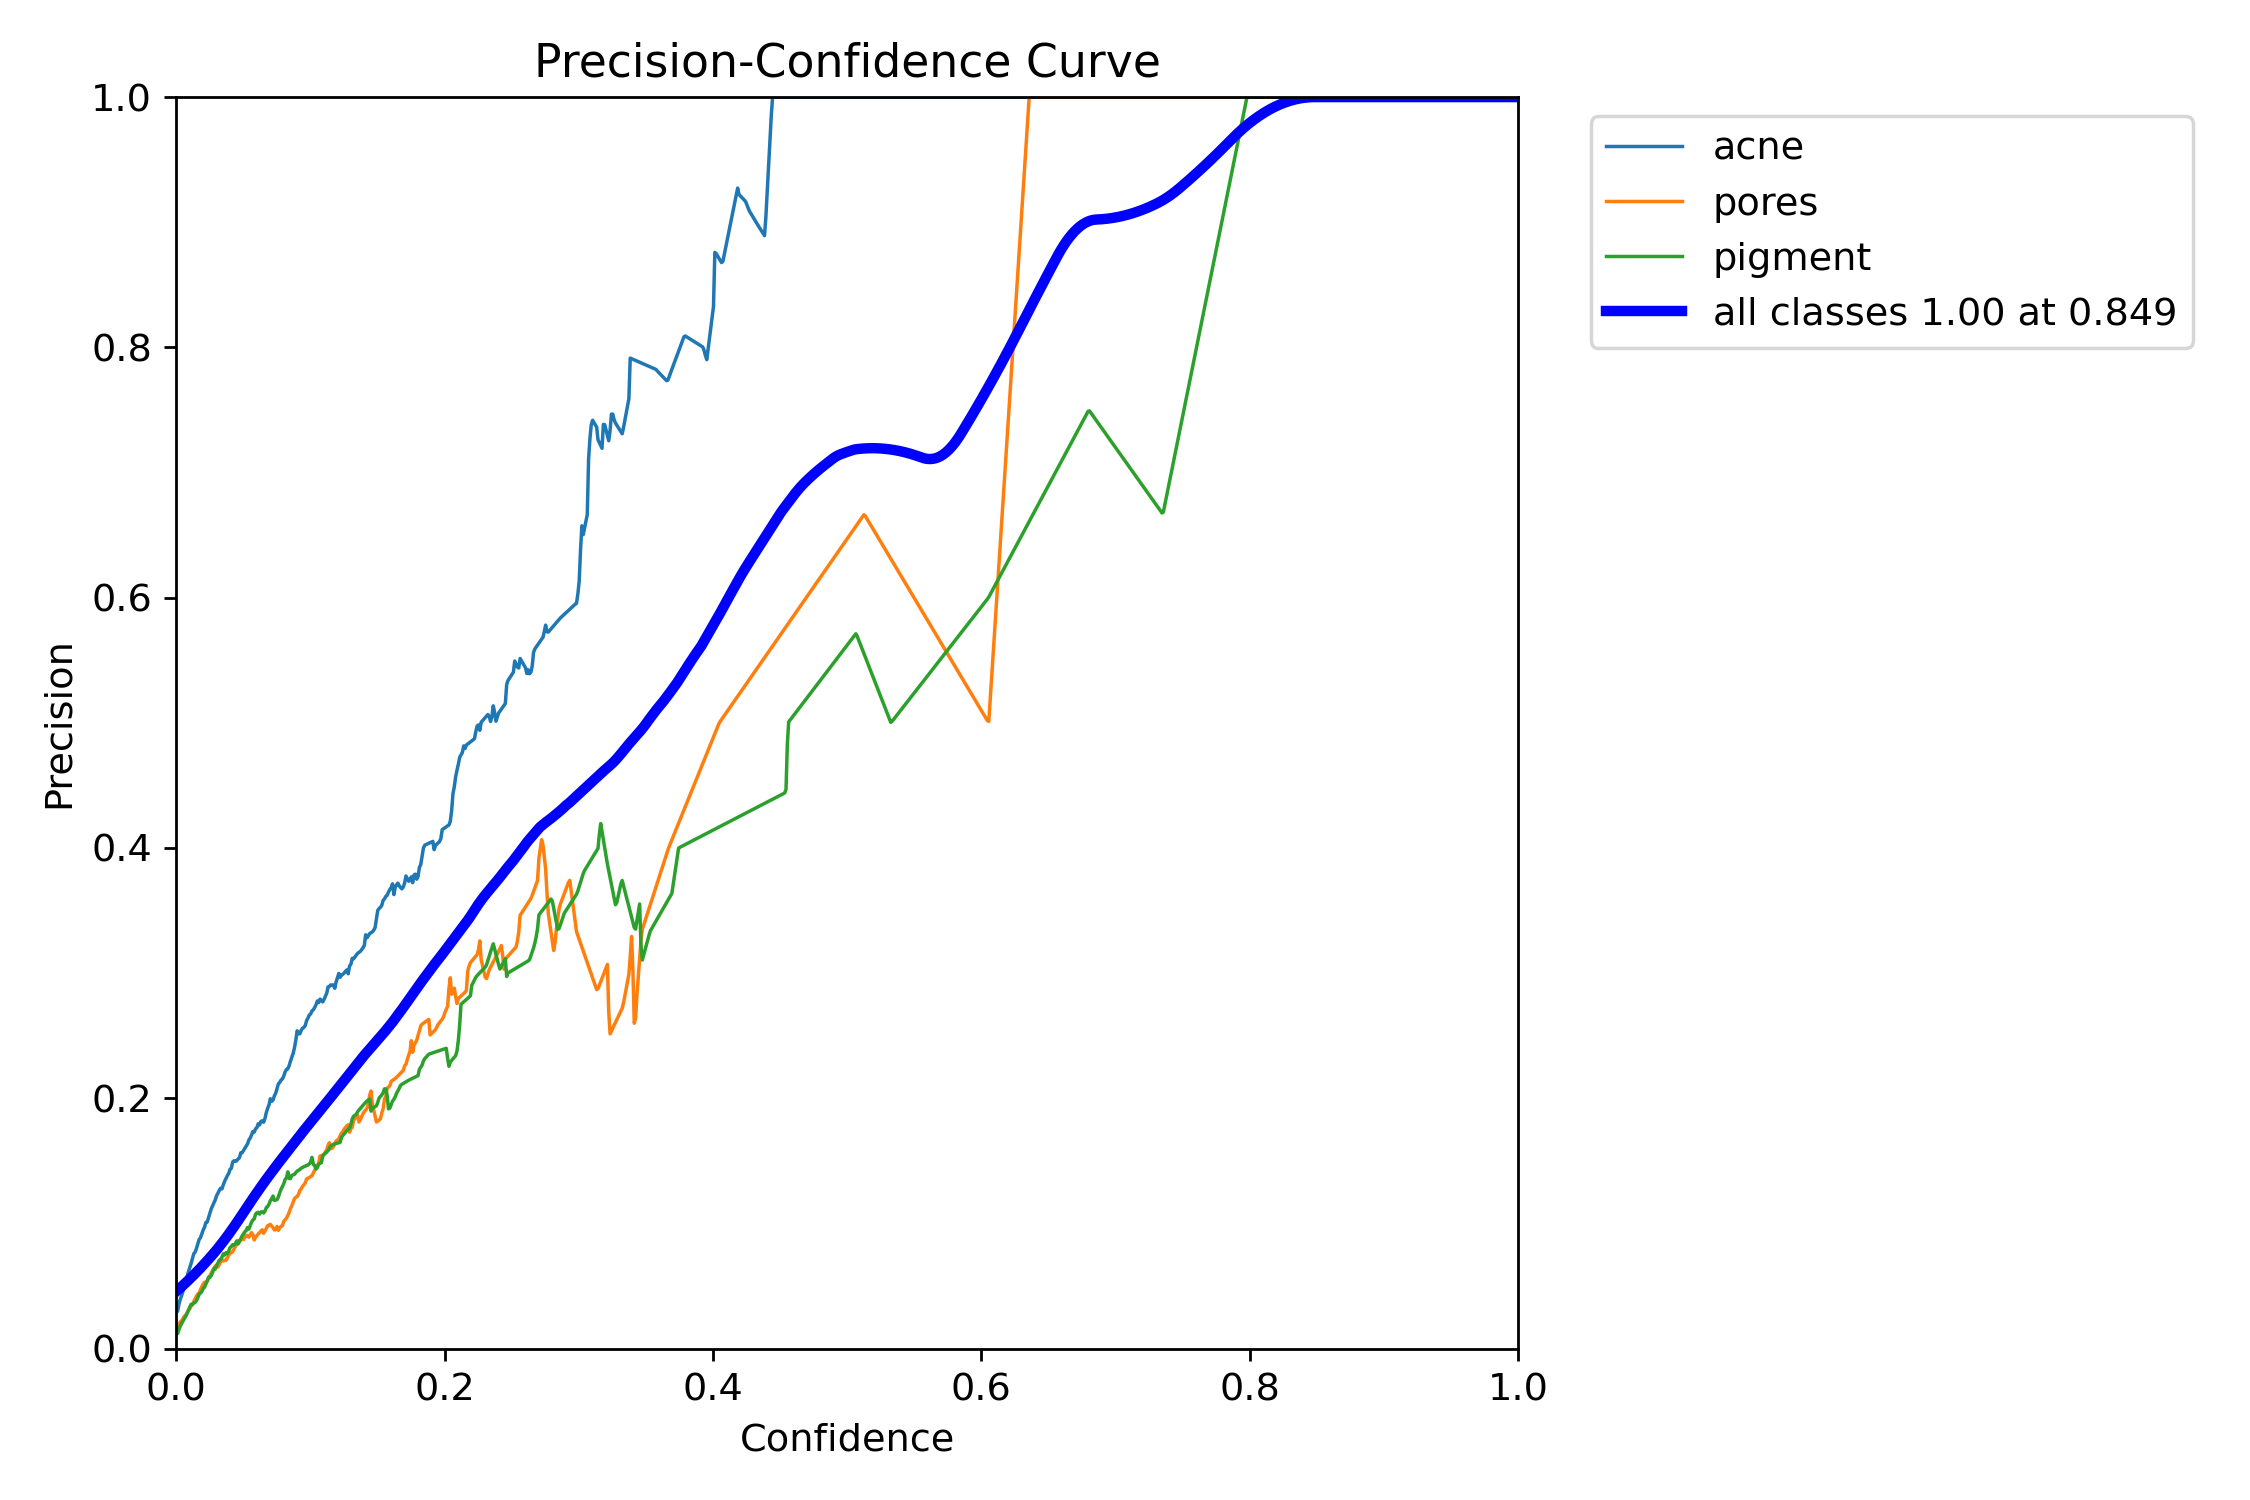 Precision-Confidence Curve
1.0
0.8
0.6
0.4
0.2
0.0
Precision
0.0 0.2 0.4 0.6 0.8 1.0
Confidence
acne
pores
pigment
all classes 1.00 at 0.849